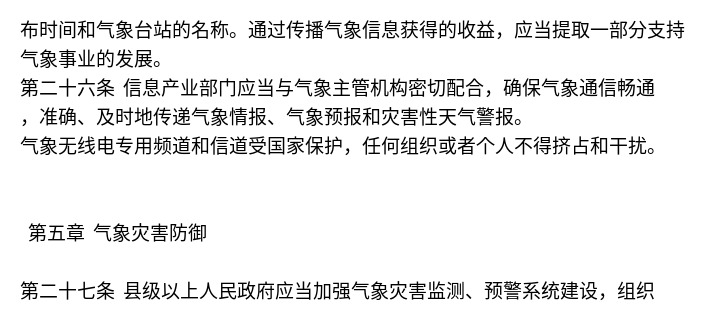 布时间和气象台站的名称。通过传播气象信息获得的收益，应当提取一部分支持
气象事业的发展。
第二十六条 信息产业部门应当与气象主管机构密切配合，确保气象通信畅通
，准确、及时地传递气象情报、气象预报和灾害性天气警报。
气象无线电专用频道和信道受国家保护，任何组织或者个人不得挤占和干扰。
第五章 气象灾害防御
第二十七条 县级以上人民政府应当加强气象灾害监测、预警系统建设，组织